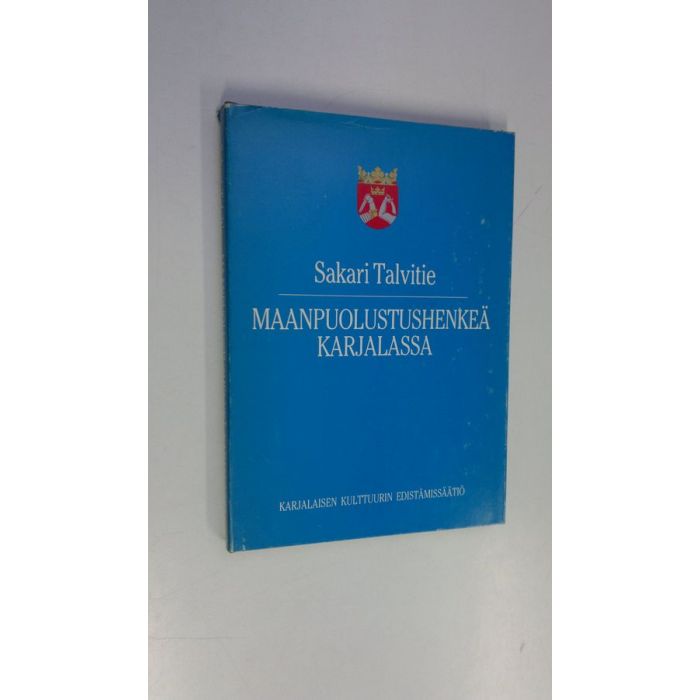 Sakari Talvitie
MAANPUOLUSTUSHENKEÄ
KARJALASSA
KARJALAISEN KULTTUURIN EDISTÄMISSÄÄTIÖ